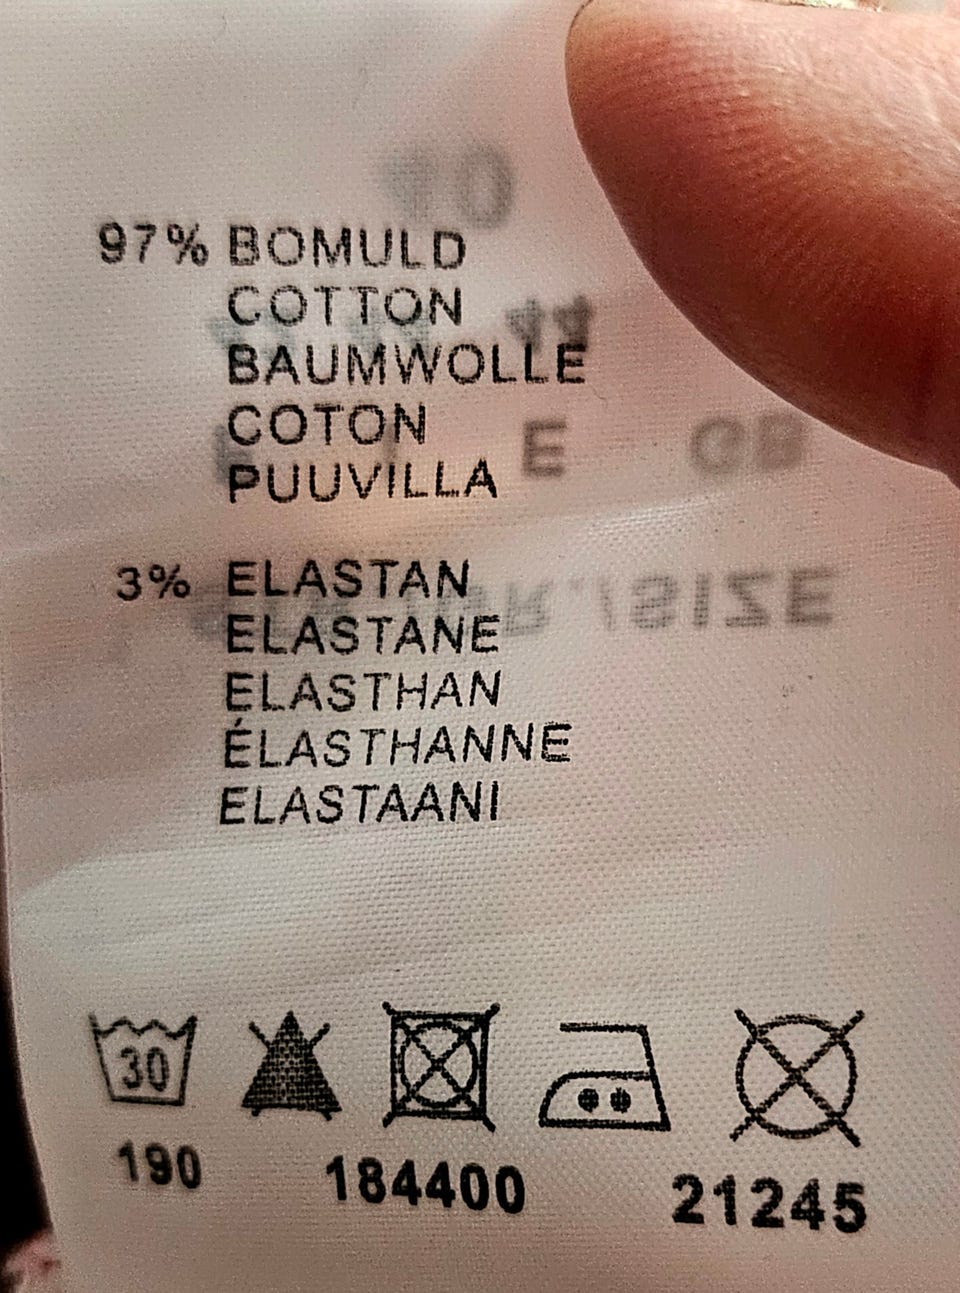 97% BOMULD
COTTON
BAUMWOLLE
COTON
PUUVILLA
3% ELASTAN
ELASTANE
ELASTHAN
ÉLASTHANNE
ELASTAANI
30
190 184400 21245